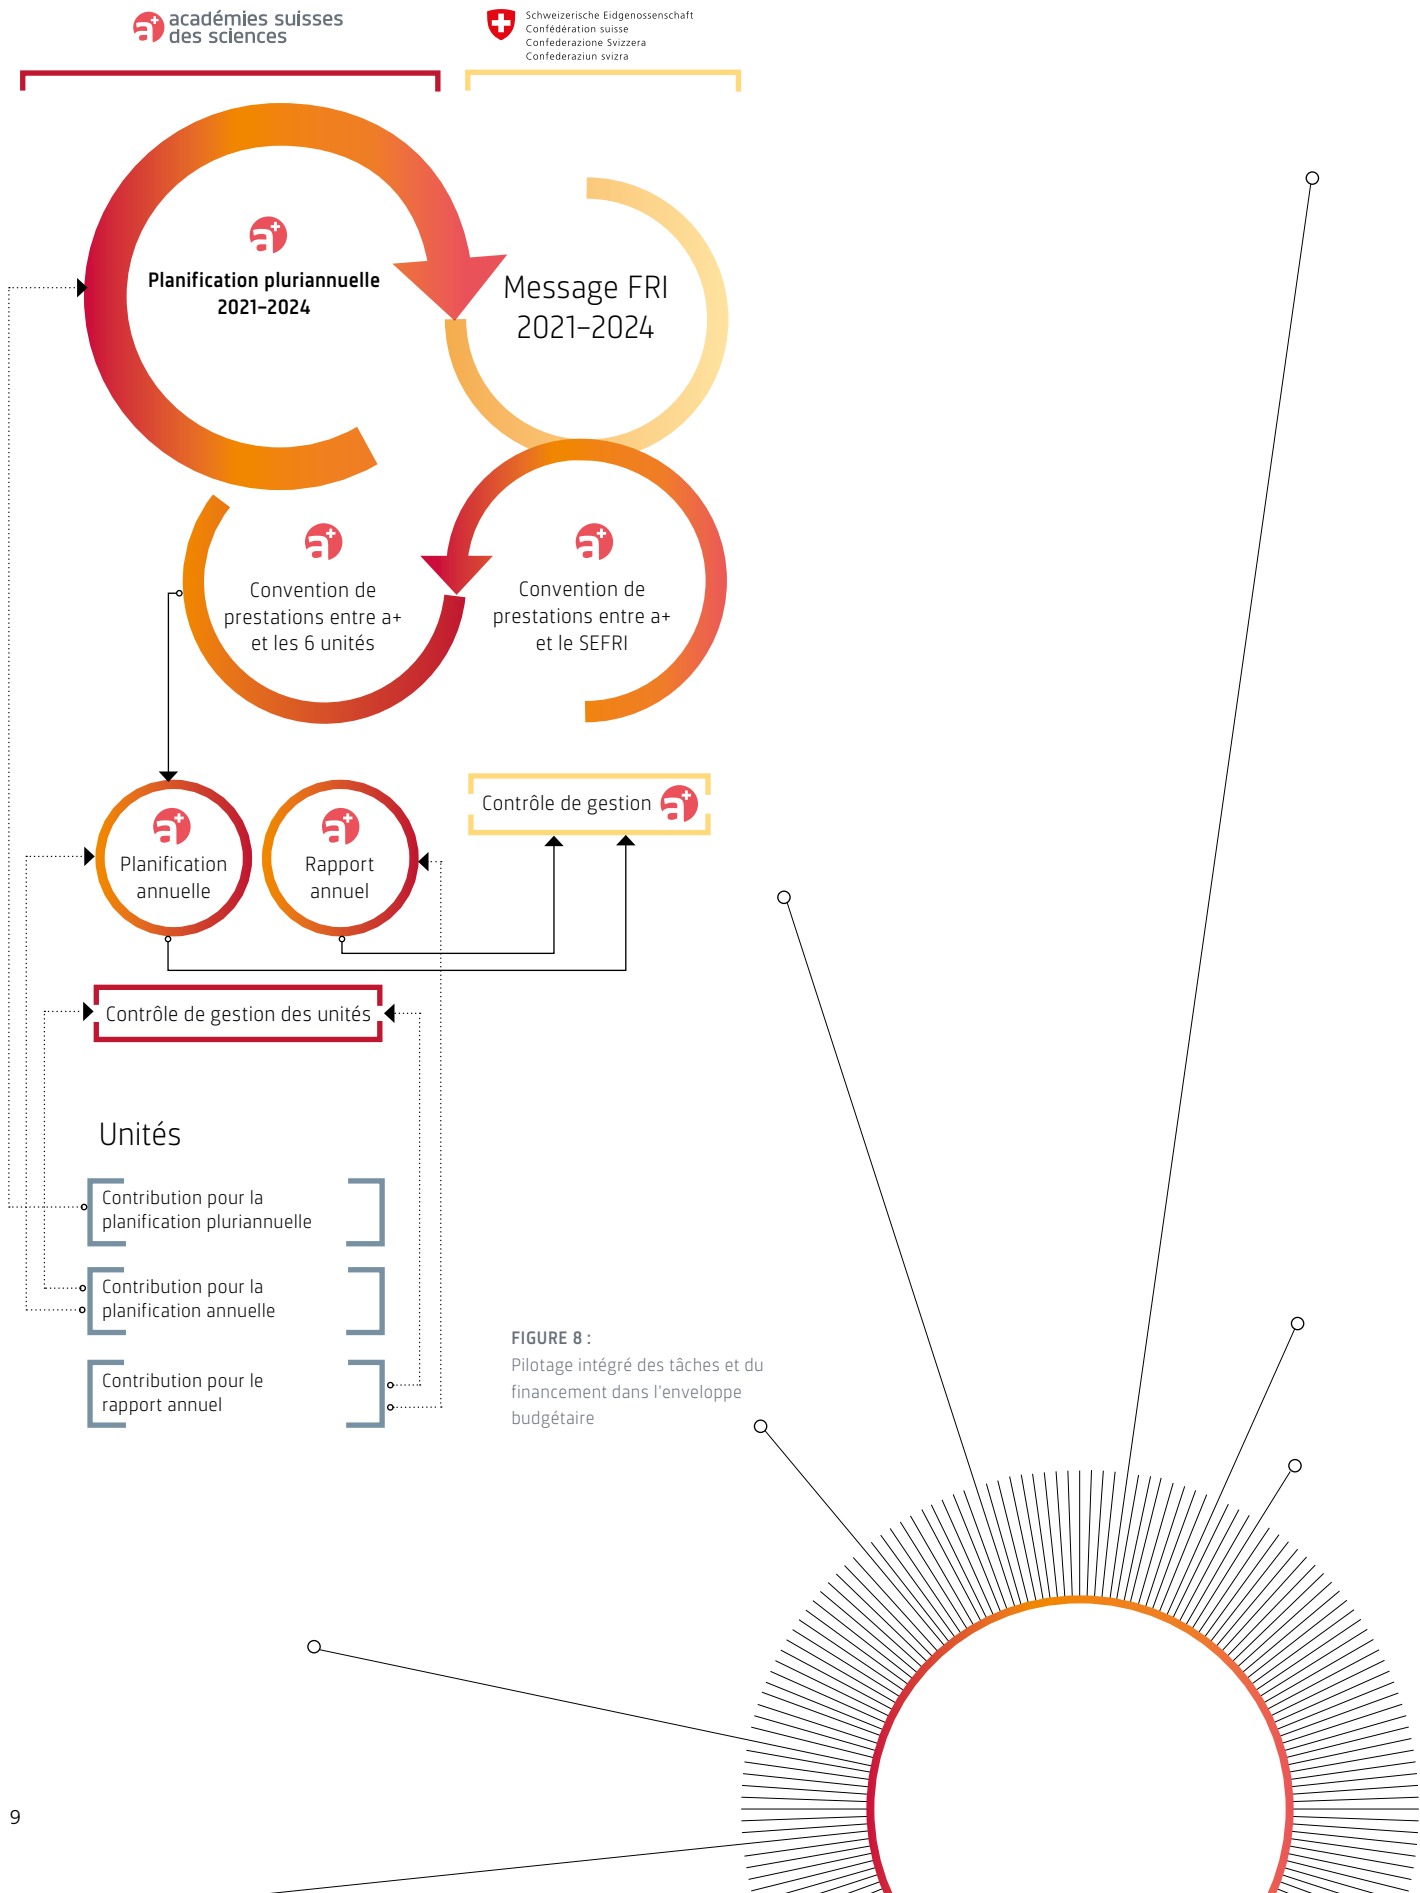 académies suisses
des sciences
Schweizerische Eidgenossenschaft
Confédération suisse
Confederazione Svizzera
Confederaziun svizra
a+
Planification pluriannuelle
2021–2024
Message FRI
2021–2024
a+
Convention de
prestations entre a+
et les 6 unités
a+
Convention de
prestations entre a+
et le SEFRI
a+
Planification
annuelle
a+
Rapport
annuel
Contrôle de gestion a+
Contrôle de gestion des unités
Unités
Contribution pour la
planification pluriannuelle
Contribution pour la
planification annuelle
Contribution pour le
rapport annuel
FIGURE 8 :
Pilotage intégré des tâches et du
financement dans l'enveloppe
budgétaire
9